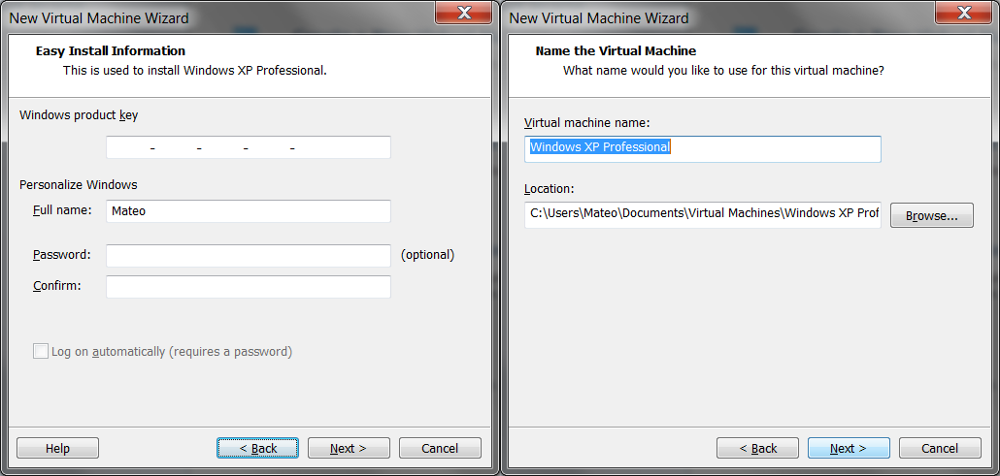 New Virtual Machine Wizard
Easy Install Information
This is used to install Windows XP Professional.
Windows product key
- - - -
Personalize Windows
Full name: Mateo
Password: (optional)
Confirm:
Log on automatically (requires a password)
Help < Back Next > Cancel
New Virtual Machine Wizard
Name the Virtual Machine
What name would you like to use for this virtual machine?
Virtual machine name:
Windows XP Professional
Location:
C:\Users\Mateo\Documents\Virtual Machines\Windows XP Prof Browse...
< Back Next > Cancel